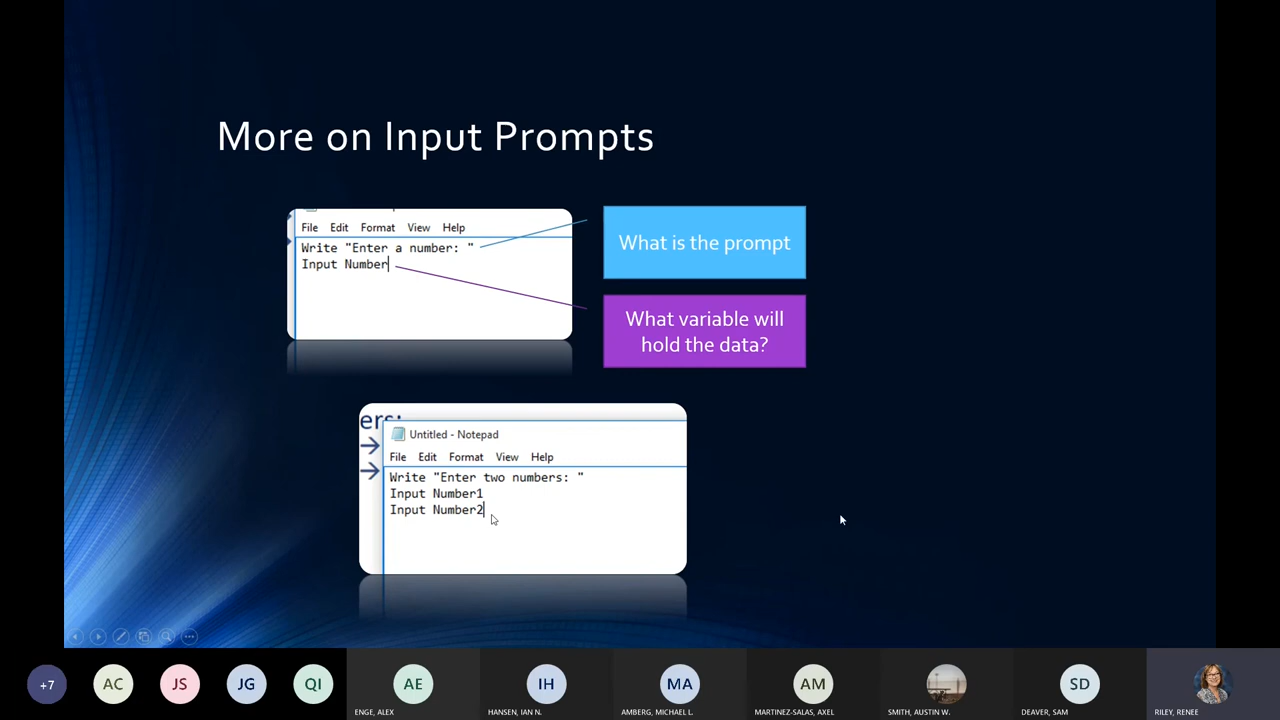 More on Input Prompts
File Edit Format View Help
Write "Enter a number: "
Input Number
What is the prompt
What variable will
hold the data?
ers:
Untitled - Notepad
File Edit Format View Help
Write "Enter two numbers: "
Input Number1
Input Number2
+7
AC
JS
JG
QI
AE
IH
MA
AM
SD
ENGE, ALEX
HANSEN, IAN N.
AMBERG, MICHAEL L.
MARTINEZ-SALAS, AXEL
SMITH, AUSTIN W.
DEAVER, SAM
RILEY, RENEE